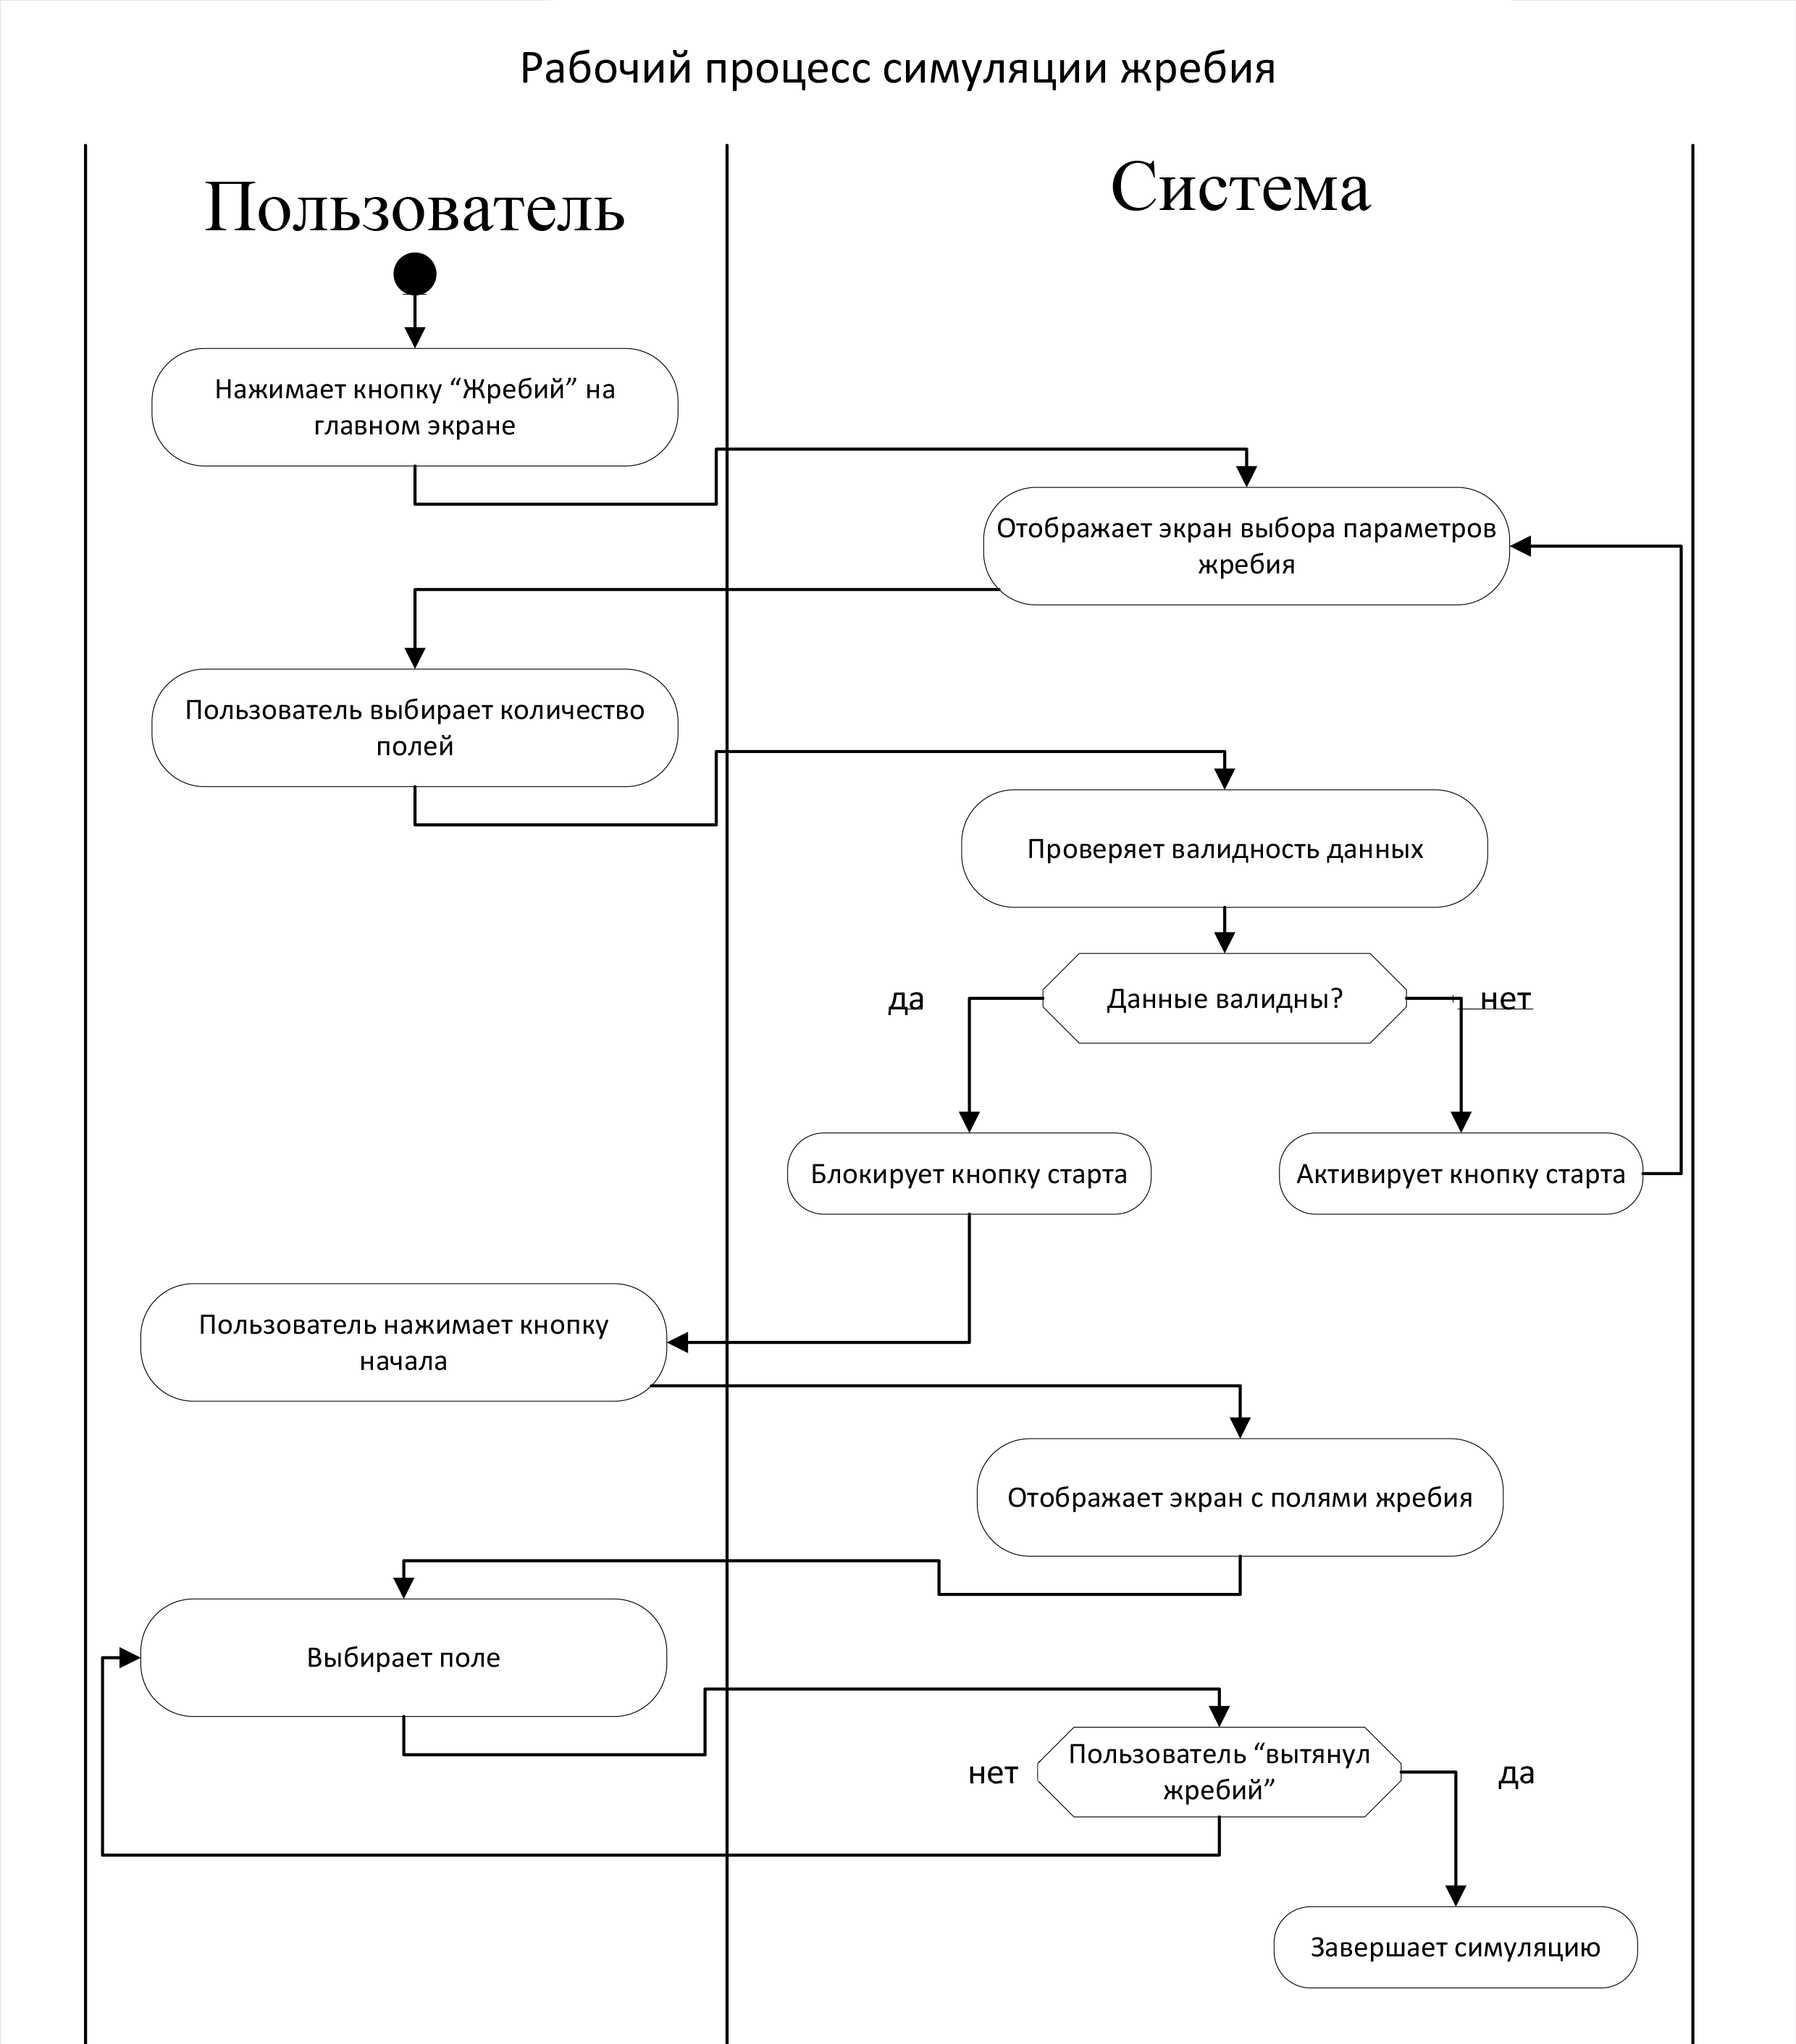 Рабочий процесс симуляции жребия
Пользователь
Система
Нажимает кнопку “Жребий” на
главном экране
Отображает экран выбора параметров
жребия
Пользователь выбирает количество
полей
Проверяет валидность данных
да
Данные валидны?
нет
Блокирует кнопку старта
Активирует кнопку старта
Пользователь нажимает кнопку
начала
Отображает экран с полями жребия
Выбирает поле
нет
Пользователь “вытянул
жребий”
да
Завершает симуляцию